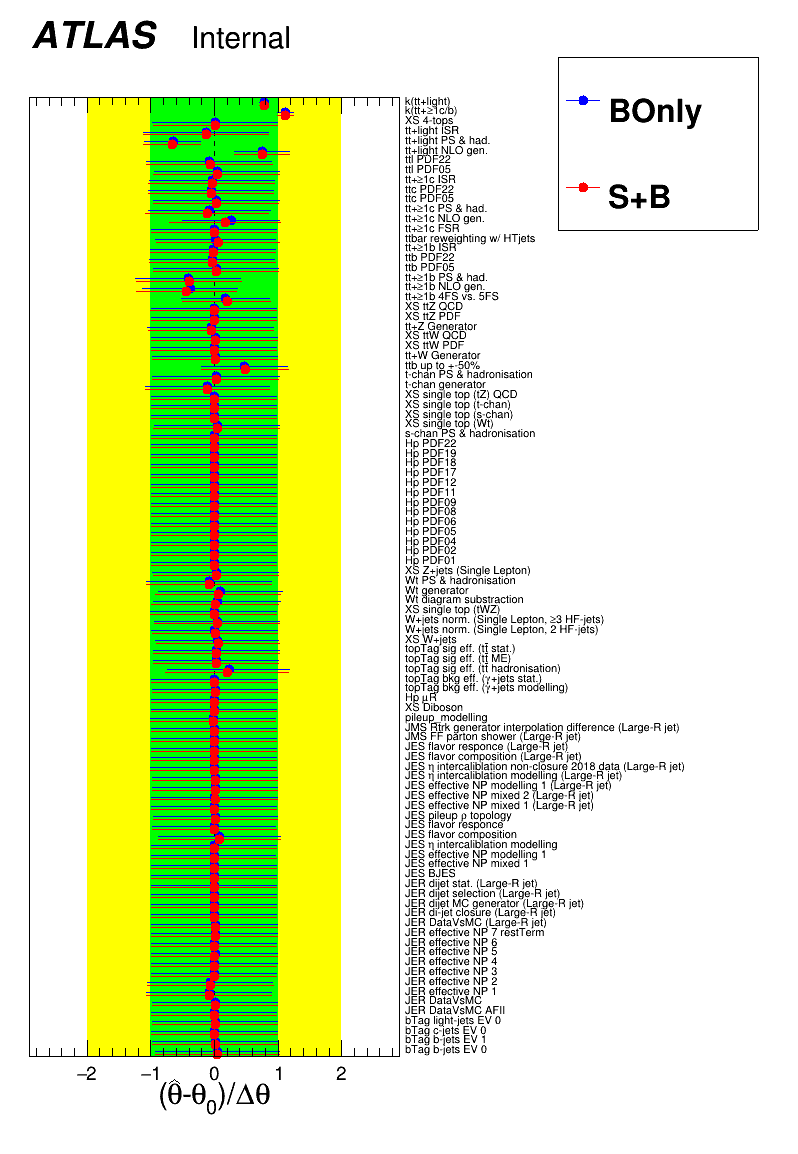 ATLAS Internal
BOnly
S+B
k(tt+light)
k(tt+≥1c/b)
XS 4-tops
tt+light ISR
tt+light PS & had.
tt+light NLO gen.
ttl PDF22
ttl PDF05
tt+≥1c ISR
ttc PDF22
ttc PDF05
tt+≥1c PS & had.
tt+≥1c NLO gen.
tt+≥1c FSR
ttbar reweighting w/ HTjets
tt+≥1b ISR
ttb PDF22
ttb PDF05
tt+≥1b PS & had.
tt+≥1b NLO gen.
tt+≥1b 4FS vs. 5FS
XS ttZ QCD
XS ttZ PDF
tt+Z Generator
XS ttW QCD
XS ttW PDF
tt+W Generator
ttb up to +-50%
t-chan PS & hadronisation
t-chan generator
XS single top (tZ) QCD
XS single top (t-chan)
XS single top (s-chan)
XS single top (Wt)
s-chan PS & hadronisation
Hp PDF22
Hp PDF19
Hp PDF18
Hp PDF17
Hp PDF12
Hp PDF11
Hp PDF09
Hp PDF08
Hp PDF06
Hp PDF05
Hp PDF04
Hp PDF02
Hp PDF01
XS Z+jets (Single Lepton)
Wt PS & hadronisation
Wt generator
Wt diagram substraction
XS single top (tWZ)
W+jets norm. (Single Lepton, ≥3 HF-jets)
W+jets norm. (Single Lepton, 2 HF-jets)
XS W+jets
topTag sig eff. (tt̄ stat.)
topTag sig eff. (tt̄ ME)
topTag sig eff. (tt̄ hadronisation)
topTag bkg eff. (γ+jets stat.)
topTag bkg eff. (γ+jets modelling)
Hp μR
XS Diboson
pileup_modelling
JMS Rtrk generator interpolation difference (Large-R jet)
JMS FF parton shower (Large-R jet)
JES flavor responce (Large-R jet)
JES flavor composition (Large-R jet)
JES η intercaliblation non-closure 2018 data (Large-R jet)
JES η intercaliblation modelling (Large-R jet)
JES effective NP modelling 1 (Large-R jet)
JES effective NP mixed 2 (Large-R jet)
JES effective NP mixed 1 (Large-R jet)
JES pileup ρ topology
JES flavor responce
JES flavor composition
JES η intercaliblation modelling
JES effective NP modelling 1
JES effective NP mixed 1
JES BJES
JER dijet stat. (Large-R jet)
JER dijet selection (Large-R jet)
JER dijet MC generator (Large-R jet)
JER di-jet closure (Large-R jet)
JER DataVsMC (Large-R jet)
JER effective NP 7 restTerm
JER effective NP 6
JER effective NP 5
JER effective NP 4
JER effective NP 3
JER effective NP 2
JER effective NP 1
JER DataVsMC
JER DataVsMC AFII
bTag light-jets EV 0
bTag c-jets EV 0
bTag b-jets EV 1
bTag b-jets EV 0
−2 −1 0 1 2
(θ̂-θ₀)/Δθ